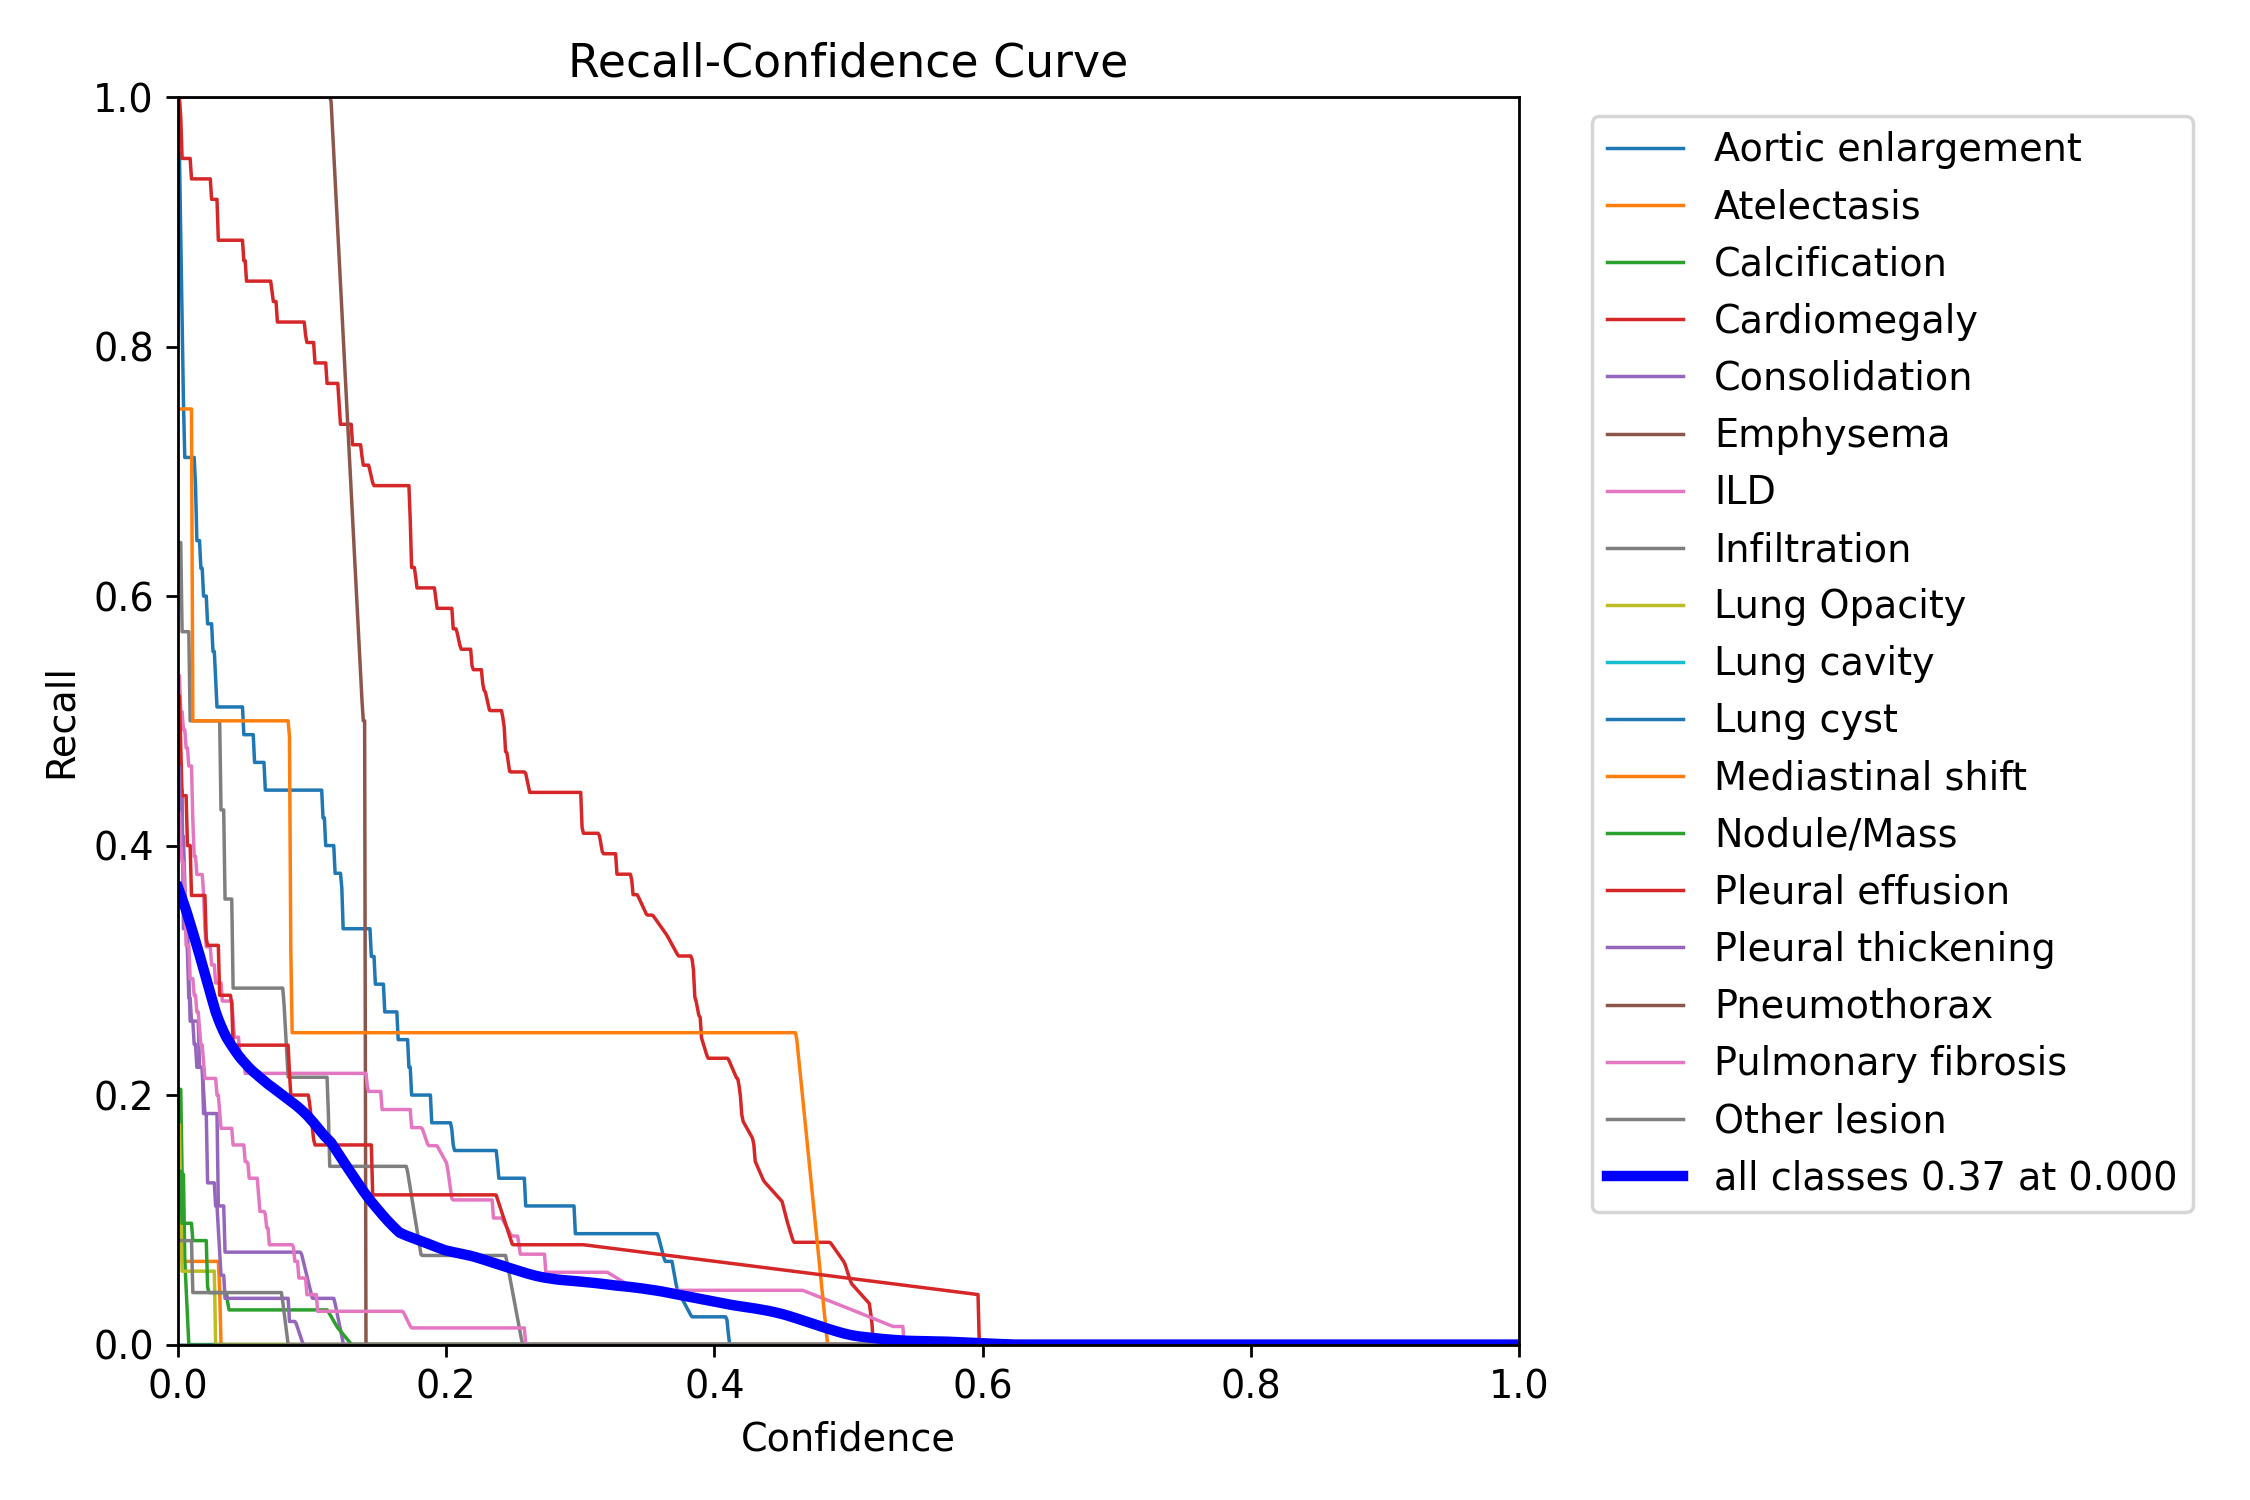 Recall-Confidence Curve
1.0
0.8
0.6
0.4
0.2
0.0
Recall
0.0 0.2 0.4 0.6 0.8 1.0
Confidence
Aortic enlargement
Atelectasis
Calcification
Cardiomegaly
Consolidation
Emphysema
ILD
Infiltration
Lung Opacity
Lung cavity
Lung cyst
Mediastinal shift
Nodule/Mass
Pleural effusion
Pleural thickening
Pneumothorax
Pulmonary fibrosis
Other lesion
all classes 0.37 at 0.000